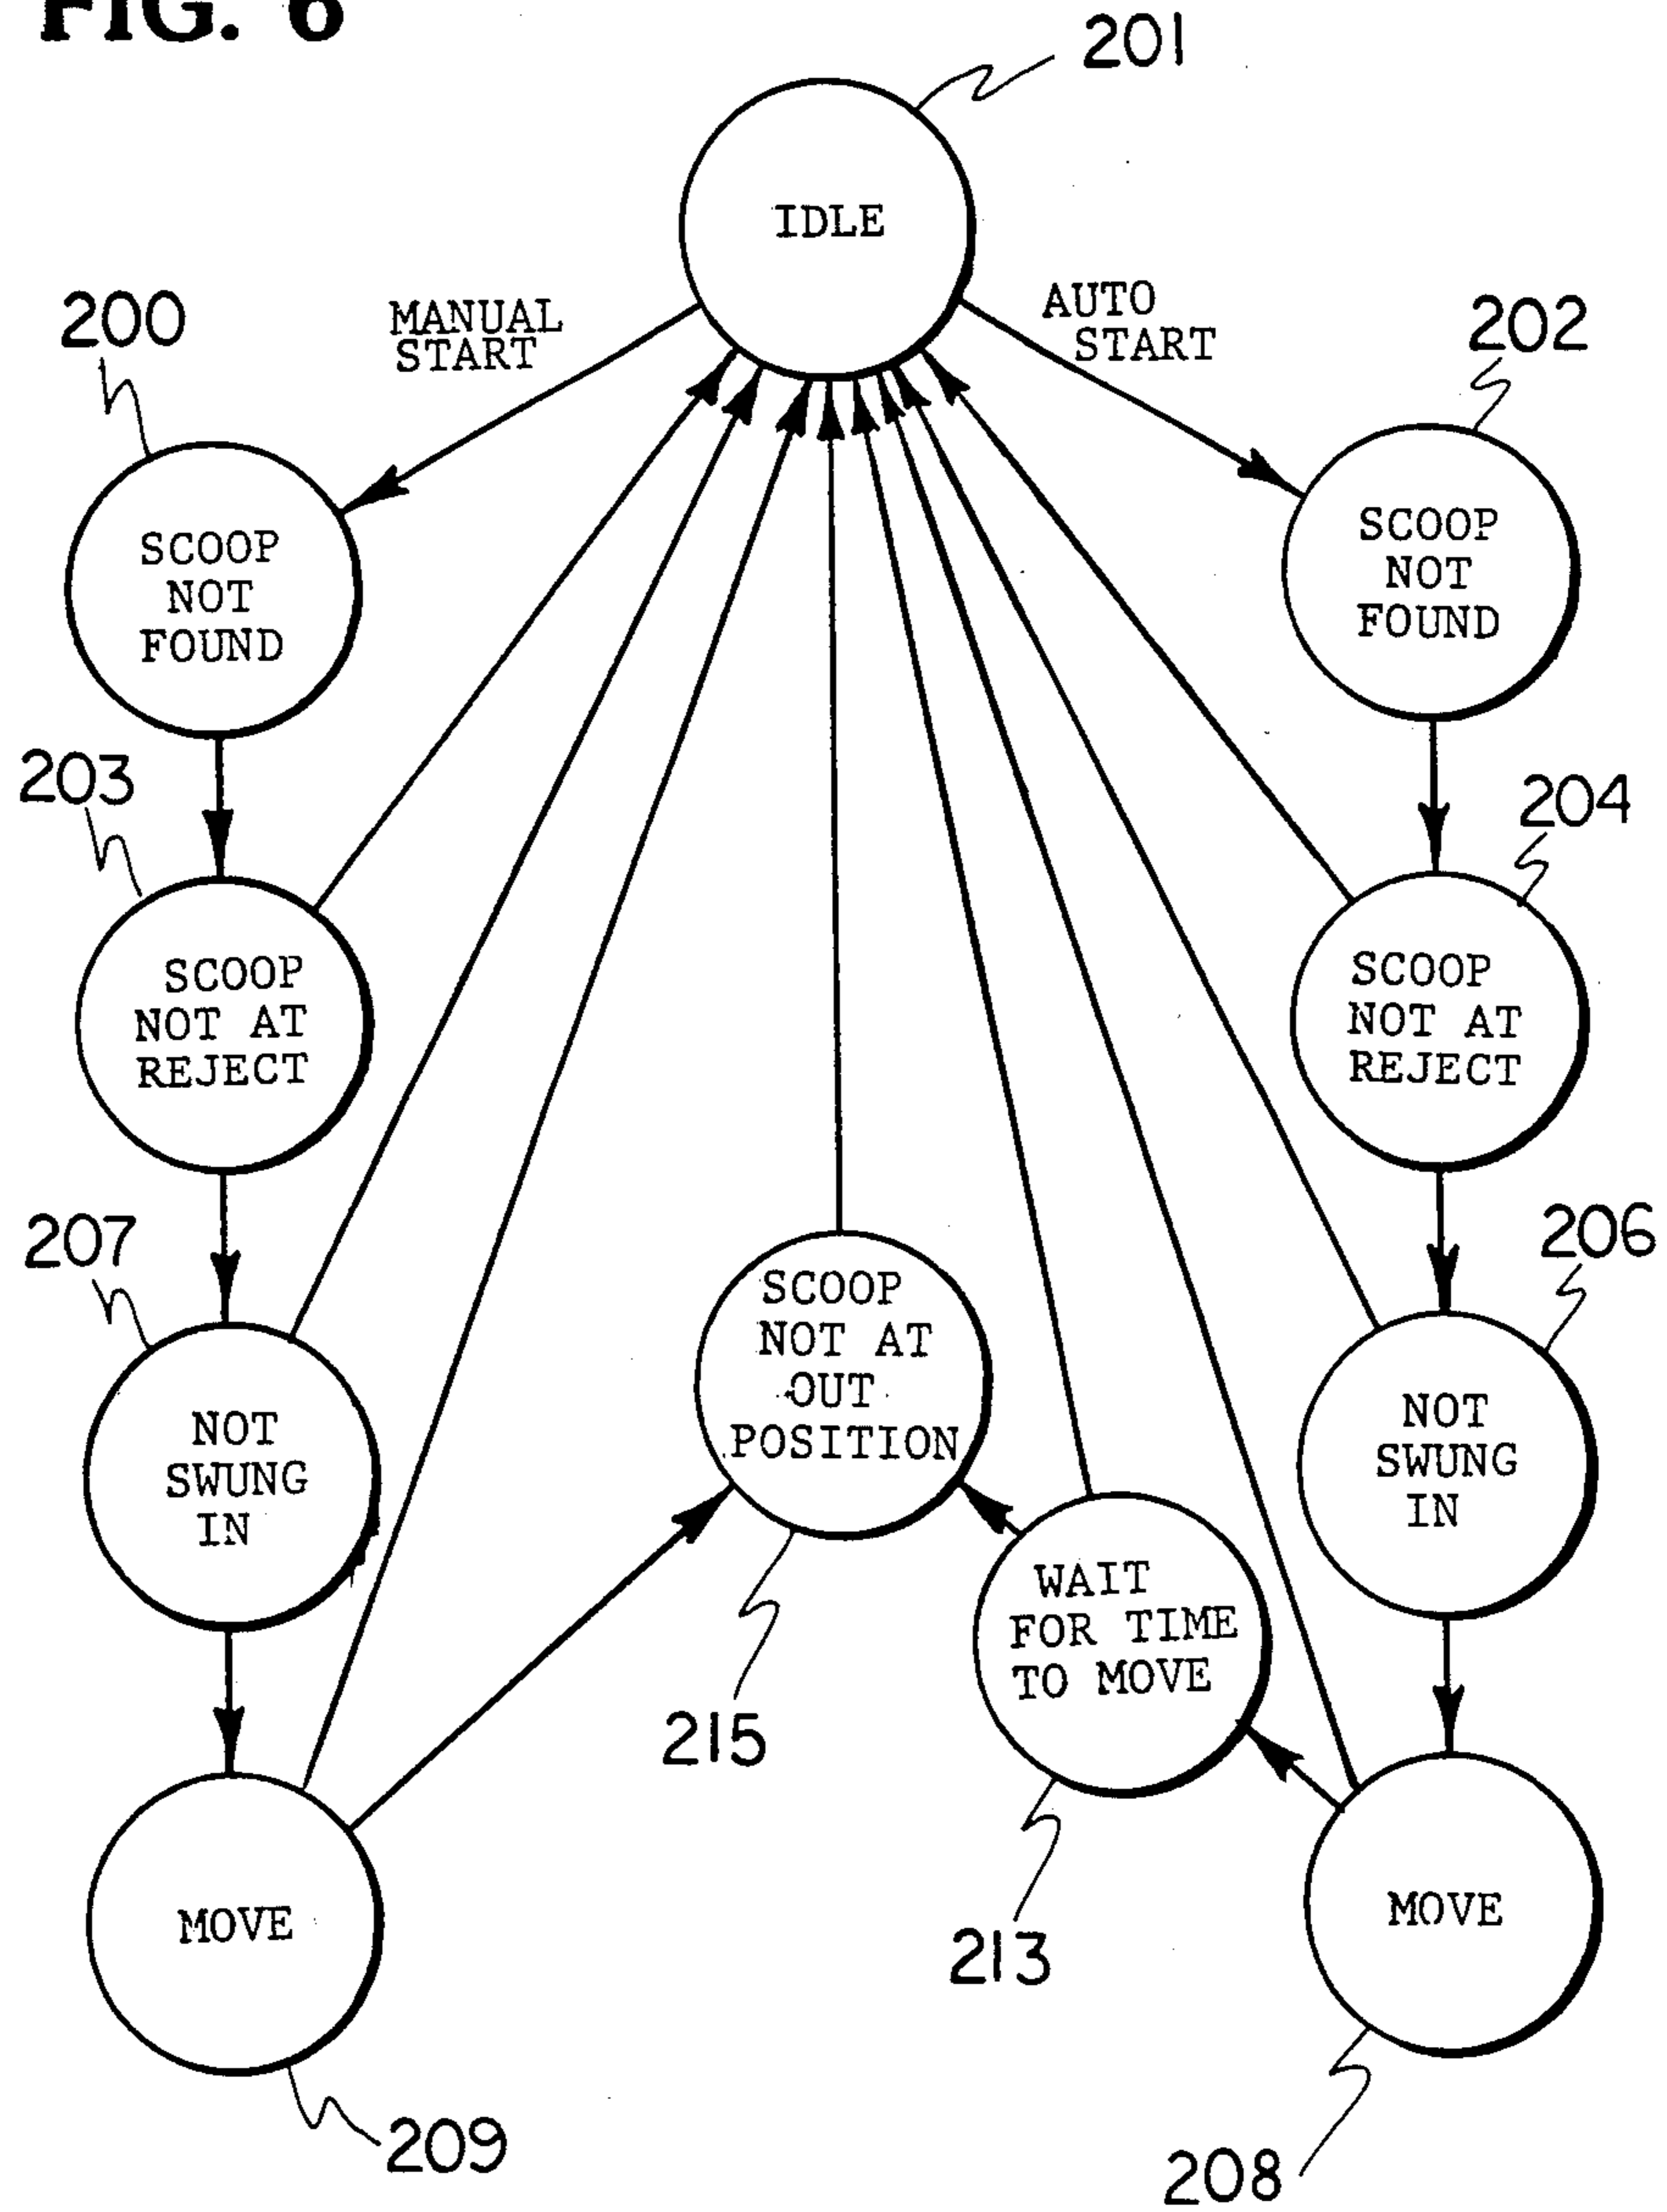 FIG. 6
201
IDLE
MANUAL
START
AUTO
START
200
202
SCOOP
NOT
FOUND
SCOOP
NOT
FOUND
203
204
SCOOP
NOT AT
REJECT
SCOOP
NOT AT
REJECT
207
206
SCOOP
NOT AT
OUT
POSITION
NOT
SWUNG
IN
NOT
SWUNG
IN
WAIT
FOR TIME
TO MOVE
215
213
MOVE
MOVE
209
208